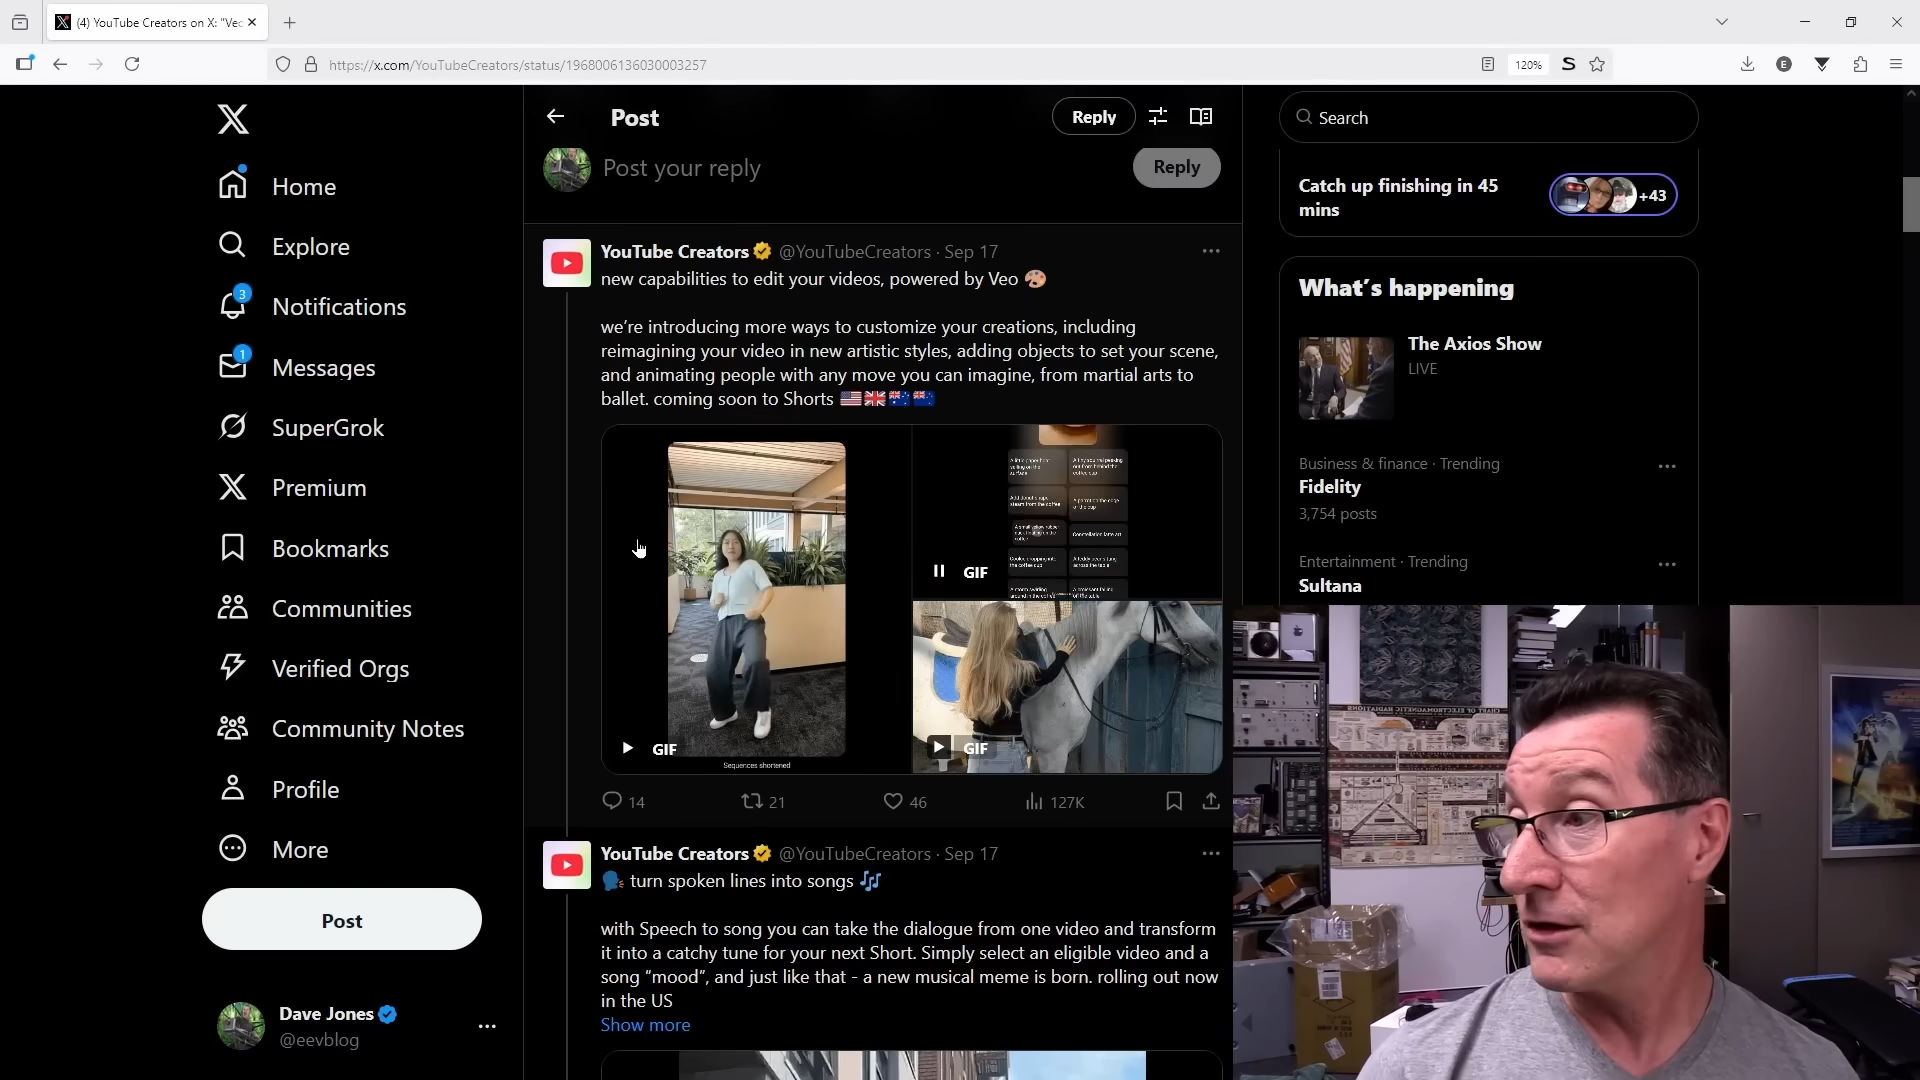 (4) YouTube Creators on X: "Veo
https://x.com/YouTubeCreators/status/1968006136030003257
120%
S
E
Home
Explore
3
Notifications
1
Messages
SuperGrok
Premium
Bookmarks
Communities
Verified Orgs
Community Notes
Profile
More
Post
Dave Jones
@eevblog
Post
Reply
Post your reply
Reply
YouTube Creators @YouTubeCreators · Sep 17
new capabilities to edit your videos, powered by Veo 🎨
we’re introducing more ways to customize your creations, including
reimagining your video in new artistic styles, adding objects to set your scene,
and animating people with any move you can imagine, from martial arts to
ballet. coming soon to Shorts 🇺🇸🇬🇧🇦🇺🇳🇿
GIF
Sequences shortened
GIF
GIF
14
21
46
127K
YouTube Creators @YouTubeCreators · Sep 17
🗣️ turn spoken lines into songs 🎶
with Speech to song you can take the dialogue from one video and transform
it into a catchy tune for your next Short. Simply select an eligible video and a
song “mood”, and just like that - a new musical meme is born. rolling out now
in the US
Show more
Search
Catch up finishing in 45
mins
+43
What’s happening
The Axios Show
LIVE
Business & finance · Trending
Fidelity
3,754 posts
Entertainment · Trending
Sultana